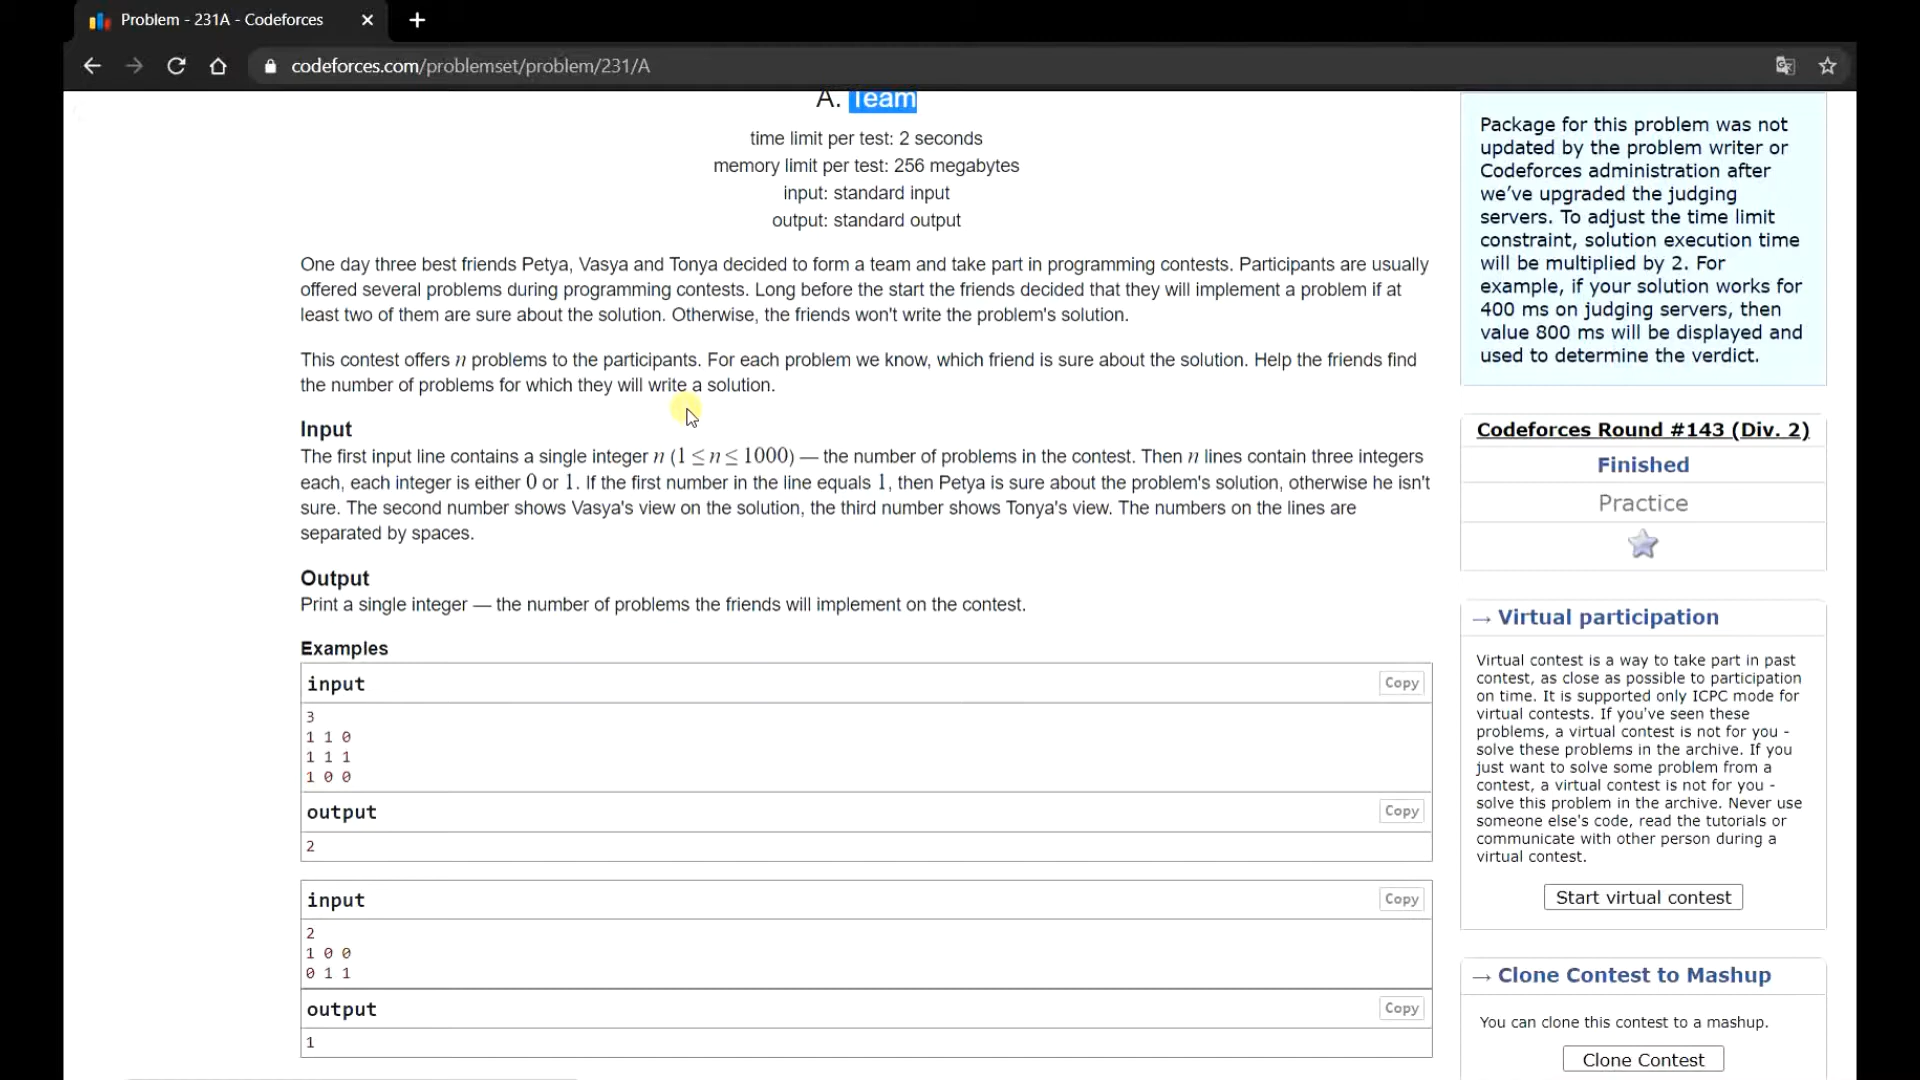 Problem - 231A - Codeforces
codeforces.com/problemset/problem/231/A
A. Team
time limit per test: 2 seconds
memory limit per test: 256 megabytes
input: standard input
output: standard output
One day three best friends Petya, Vasya and Tonya decided to form a team and take part in programming contests. Participants are usually
offered several problems during programming contests. Long before the start the friends decided that they will implement a problem if at
least two of them are sure about the solution. Otherwise, the friends won't write the problem's solution.
This contest offers n problems to the participants. For each problem we know, which friend is sure about the solution. Help the friends find
the number of problems for which they will write a solution.
Input
The first input line contains a single integer n (1 ≤ n ≤ 1000) — the number of problems in the contest. Then n lines contain three integers
each, each integer is either 0 or 1. If the first number in the line equals 1, then Petya is sure about the problem's solution, otherwise he isn't
sure. The second number shows Vasya's view on the solution, the third number shows Tonya's view. The numbers on the lines are
separated by spaces.
Output
Print a single integer — the number of problems the friends will implement on the contest.
Examples
input Copy
3
1 1 0
1 1 1
1 0 0
output Copy
2
input Copy
2
1 0 0
0 1 1
output Copy
1
Package for this problem was not
updated by the problem writer or
Codeforces administration after
we’ve upgraded the judging
servers. To adjust the time limit
constraint, solution execution time
will be multiplied by 2. For
example, if your solution works for
400 ms on judging servers, then
value 800 ms will be displayed and
used to determine the verdict.
Codeforces Round #143 (Div. 2)
Finished
Practice
→ Virtual participation
Virtual contest is a way to take part in past
contest, as close as possible to participation
on time. It is supported only ICPC mode for
virtual contests. If you've seen these
problems, a virtual contest is not for you -
solve these problems in the archive. If you
just want to solve some problem from a
contest, a virtual contest is not for you -
solve this problem in the archive. Never use
someone else's code, read the tutorials or
communicate with other person during a
virtual contest.
Start virtual contest
→ Clone Contest to Mashup
You can clone this contest to a mashup.
Clone Contest